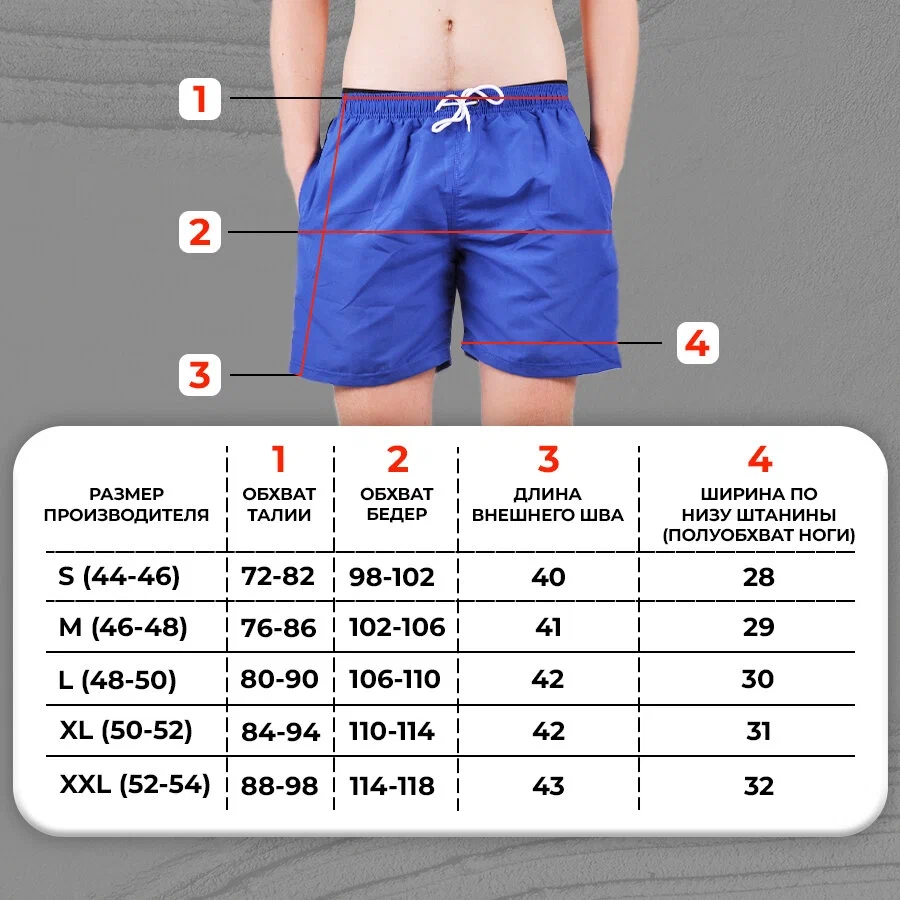 1
2
3
4
1 2 3 4
РАЗМЕР ПРОИЗВОДИТЕЛЯ
ОБХВАТ ТАЛИИ
ОБХВАТ БЕДЕР
ДЛИНА ВНЕШНЕГО ШВА
ШИРИНА ПО НИЗУ ШТАНИНЫ (ПОЛУОБХВАТ НОГИ)
S (44-46) 72-82 98-102 40 28
M (46-48) 76-86 102-106 41 29
L (48-50) 80-90 106-110 42 30
XL (50-52) 84-94 110-114 42 31
XXL (52-54) 88-98 114-118 43 32